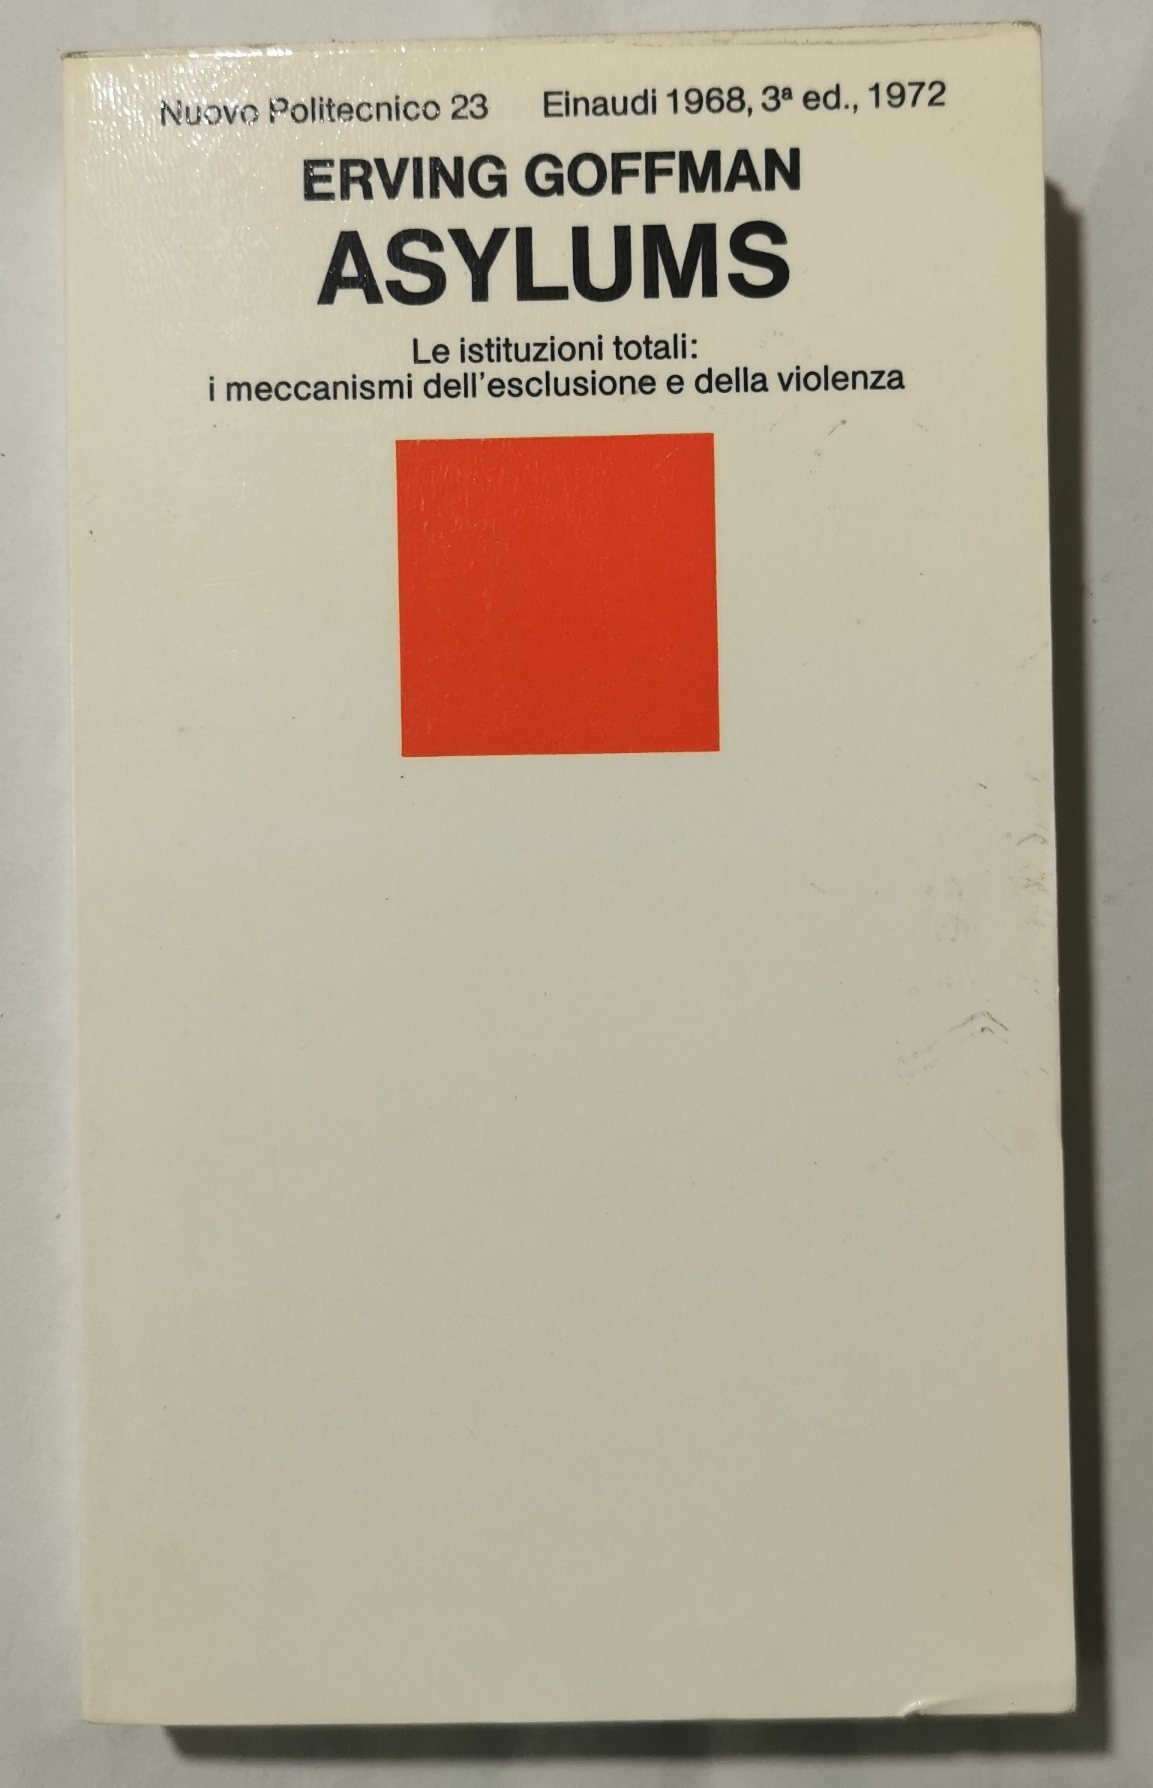 Nuovo Politecnico 23 Einaudi 1968, 3ª ed., 1972
ERVING GOFFMAN
ASYLUMS
Le istituzioni totali:
i meccanismi dell'esclusione e della violenza